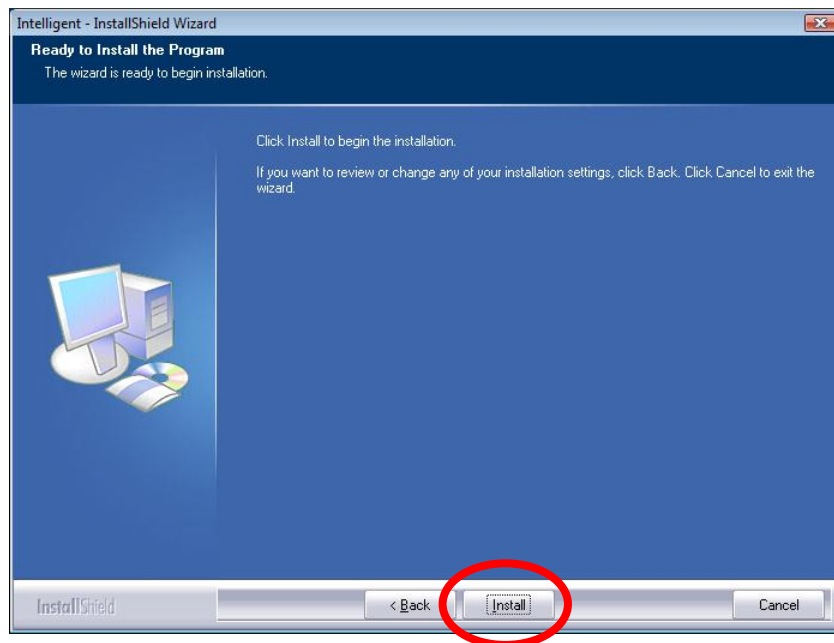 Intelligent - InstallShield Wizard
Ready to Install the Program
The wizard is ready to begin installation.
Click Install to begin the installation.
If you want to review or change any of your installation settings, click Back. Click Cancel to exit the
wizard.
InstallShield
< Back
Install
Cancel